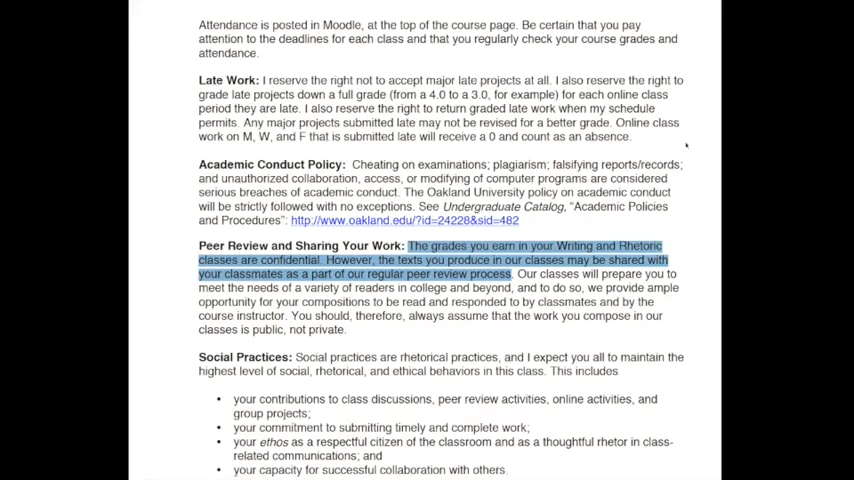 Attendance is posted in Moodle, at the top of the course page. Be certain that you pay
attention to the deadlines for each class and that you regularly check your course grades and
attendance.
Late Work: I reserve the right not to accept major late projects at all. I also reserve the right to
grade late projects down a full grade (from a 4.0 to a 3.0, for example) for each online class
period they are late. I also reserve the right to return graded late work when my schedule
permits. Any major projects submitted late may not be revised for a better grade. Online class
work on M, W, and F that is submitted late will receive a 0 and count as an absence.
Academic Conduct Policy: Cheating on examinations; plagiarism; falsifying reports/records;
and unauthorized collaboration, access, or modifying of computer programs are considered
serious breaches of academic conduct. The Oakland University policy on academic conduct
will be strictly followed with no exceptions. See Undergraduate Catalog, “Academic Policies
and Procedures”: http://www.oakland.edu/?id=24228&sid=482
Peer Review and Sharing Your Work: The grades you earn in your Writing and Rhetoric
classes are confidential. However, the texts you produce in our classes may be shared with
your classmates as a part of our regular peer review process. Our classes will prepare you to
meet the needs of a variety of readers in college and beyond, and to do so, we provide ample
opportunity for your compositions to be read and responded to by classmates and by the
course instructor. You should, therefore, always assume that the work you compose in our
classes is public, not private.
Social Practices: Social practices are rhetorical practices, and I expect you all to maintain the
highest level of social, rhetorical, and ethical behaviors in this class. This includes
• your contributions to class discussions, peer review activities, online activities, and
group projects;
• your commitment to submitting timely and complete work;
• your ethos as a respectful citizen of the classroom and as a thoughtful rhetor in class-
related communications; and
• your capacity for successful collaboration with others.